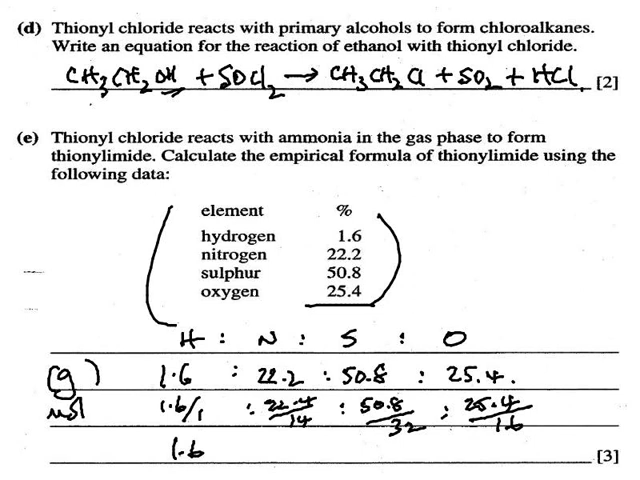 (d) Thionyl chloride reacts with primary alcohols to form chloroalkanes.
Write an equation for the reaction of ethanol with thionyl chloride.
CH3CH2OH + SOCl2 → CH3CH2Cl + SO2 + HCl. [2]
(e) Thionyl chloride reacts with ammonia in the gas phase to form
thionylimide. Calculate the empirical formula of thionylimide using the
following data:
element %
hydrogen 1.6
nitrogen 22.2
sulphur 50.8
oxygen 25.4
H : N : S : O
(g) 1.6 : 22.2 : 50.8 : 25.4.
mol 1.6/1 : 22.4/14 : 50.8/32 : 25.4/16
1.6 [3]